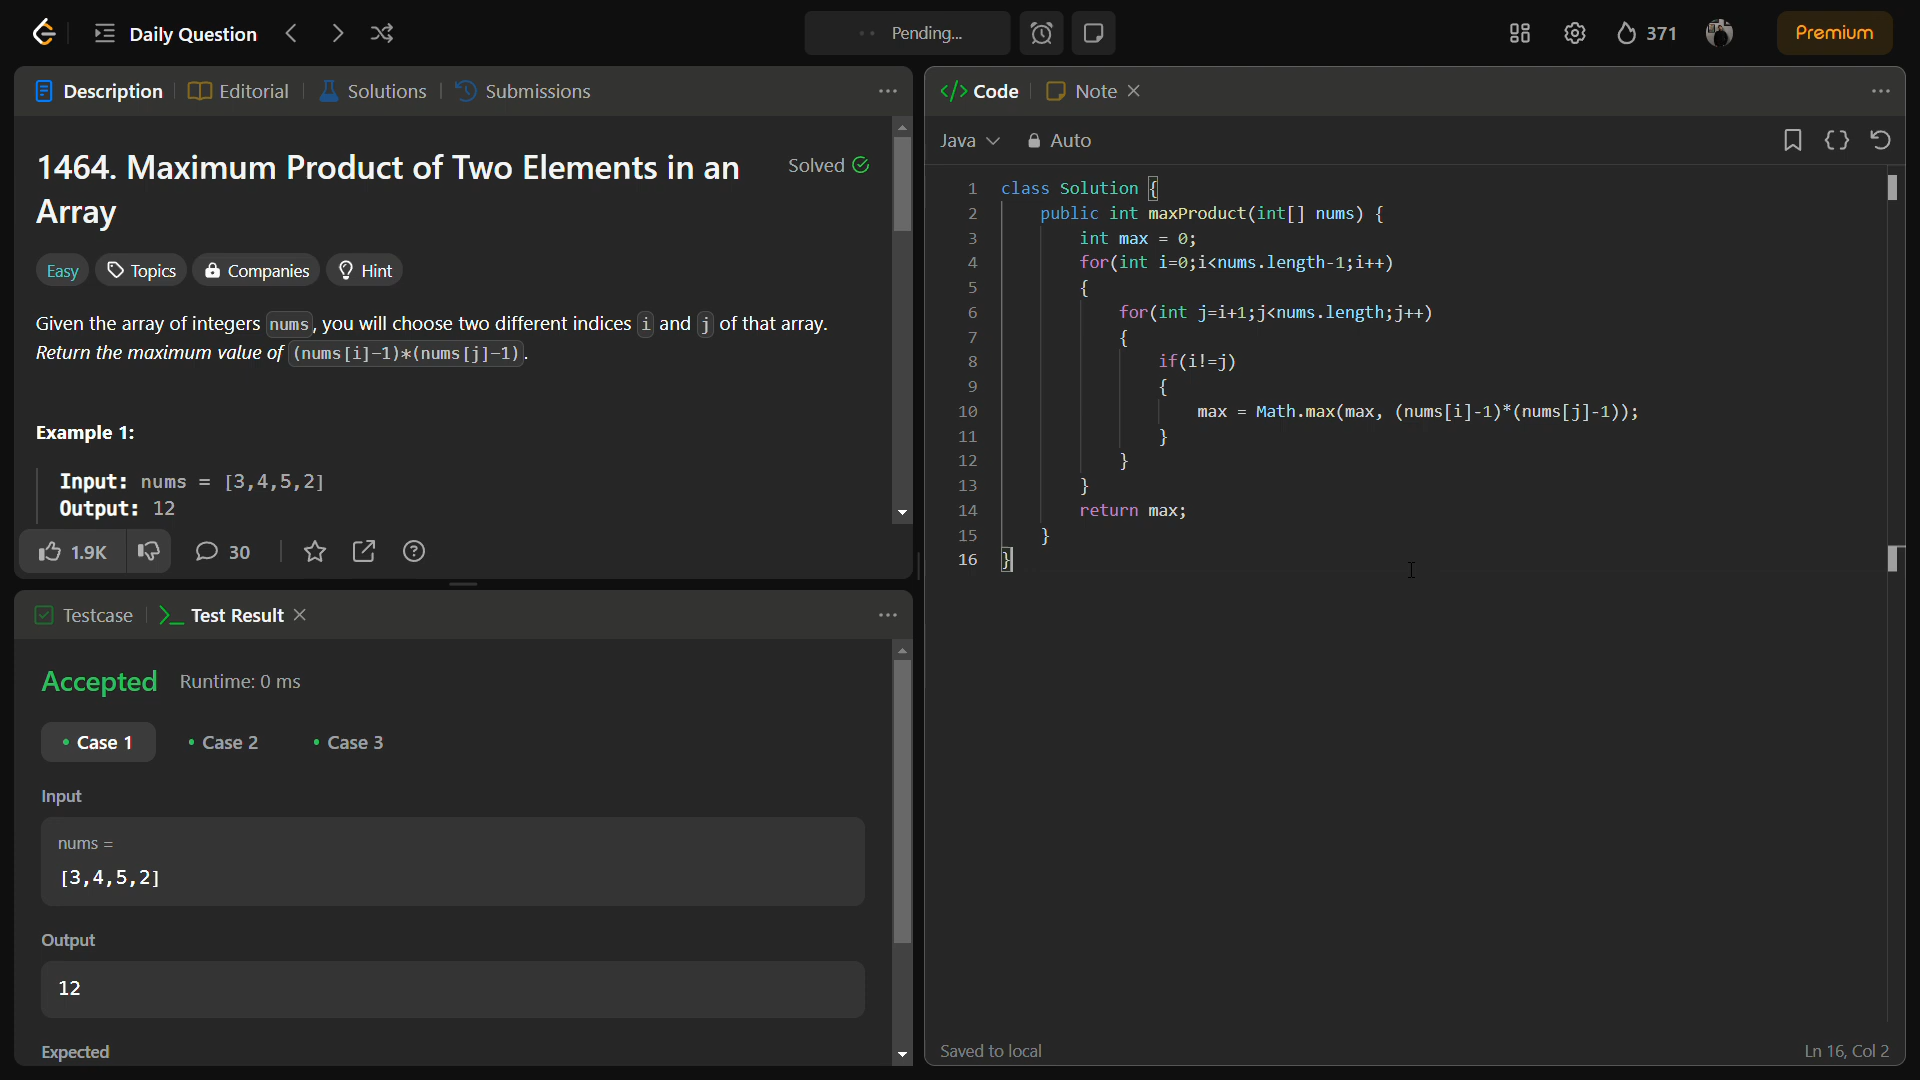 Daily Question
Pending...
371
Premium
Description
Editorial
Solutions
Submissions
1464. Maximum Product of Two Elements in an
Array
Solved
Easy
Topics
Companies
Hint
Given the array of integers nums, you will choose two different indices i and j of that array.
Return the maximum value of (nums[i]-1)*(nums[j]-1).
Example 1:
Input: nums = [3,4,5,2]
Output: 12
1.9K
30
Testcase
Test Result
Accepted
Runtime: 0 ms
Case 1
Case 2
Case 3
Input
nums =
[3,4,5,2]
Output
12
Expected
</> Code
Note
Java
Auto
1 class Solution {
2 public int maxProduct(int[] nums) {
3 int max = 0;
4 for(int i=0;i<nums.length-1;i++)
5 {
6 for(int j=i+1;j<nums.length;j++)
7 {
8 if(i!=j)
9 {
10 max = Math.max(max, (nums[i]-1)*(nums[j]-1));
11 }
12 }
13 }
14 return max;
15 }
16 }
Saved to local
Ln 16, Col 2